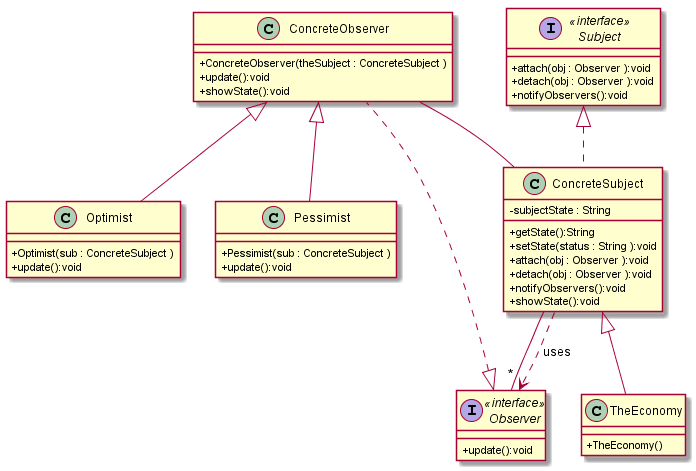 C ConcreteObserver
+ConcreteObserver(theSubject : ConcreteSubject )
+update():void
+showState():void
I «interface»
Subject
+attach(obj : Observer ):void
+detach(obj : Observer ):void
+notifyObservers():void
C Optimist
+Optimist(sub : ConcreteSubject )
+update():void
C Pessimist
+Pessimist(sub : ConcreteSubject )
+update():void
C ConcreteSubject
-subjectState : String
+getState():String
+setState(status : String ):void
+attach(obj : Observer ):void
+detach(obj : Observer ):void
+notifyObservers():void
+showState():void
uses
*
I «interface»
Observer
+update():void
C TheEconomy
+TheEconomy()